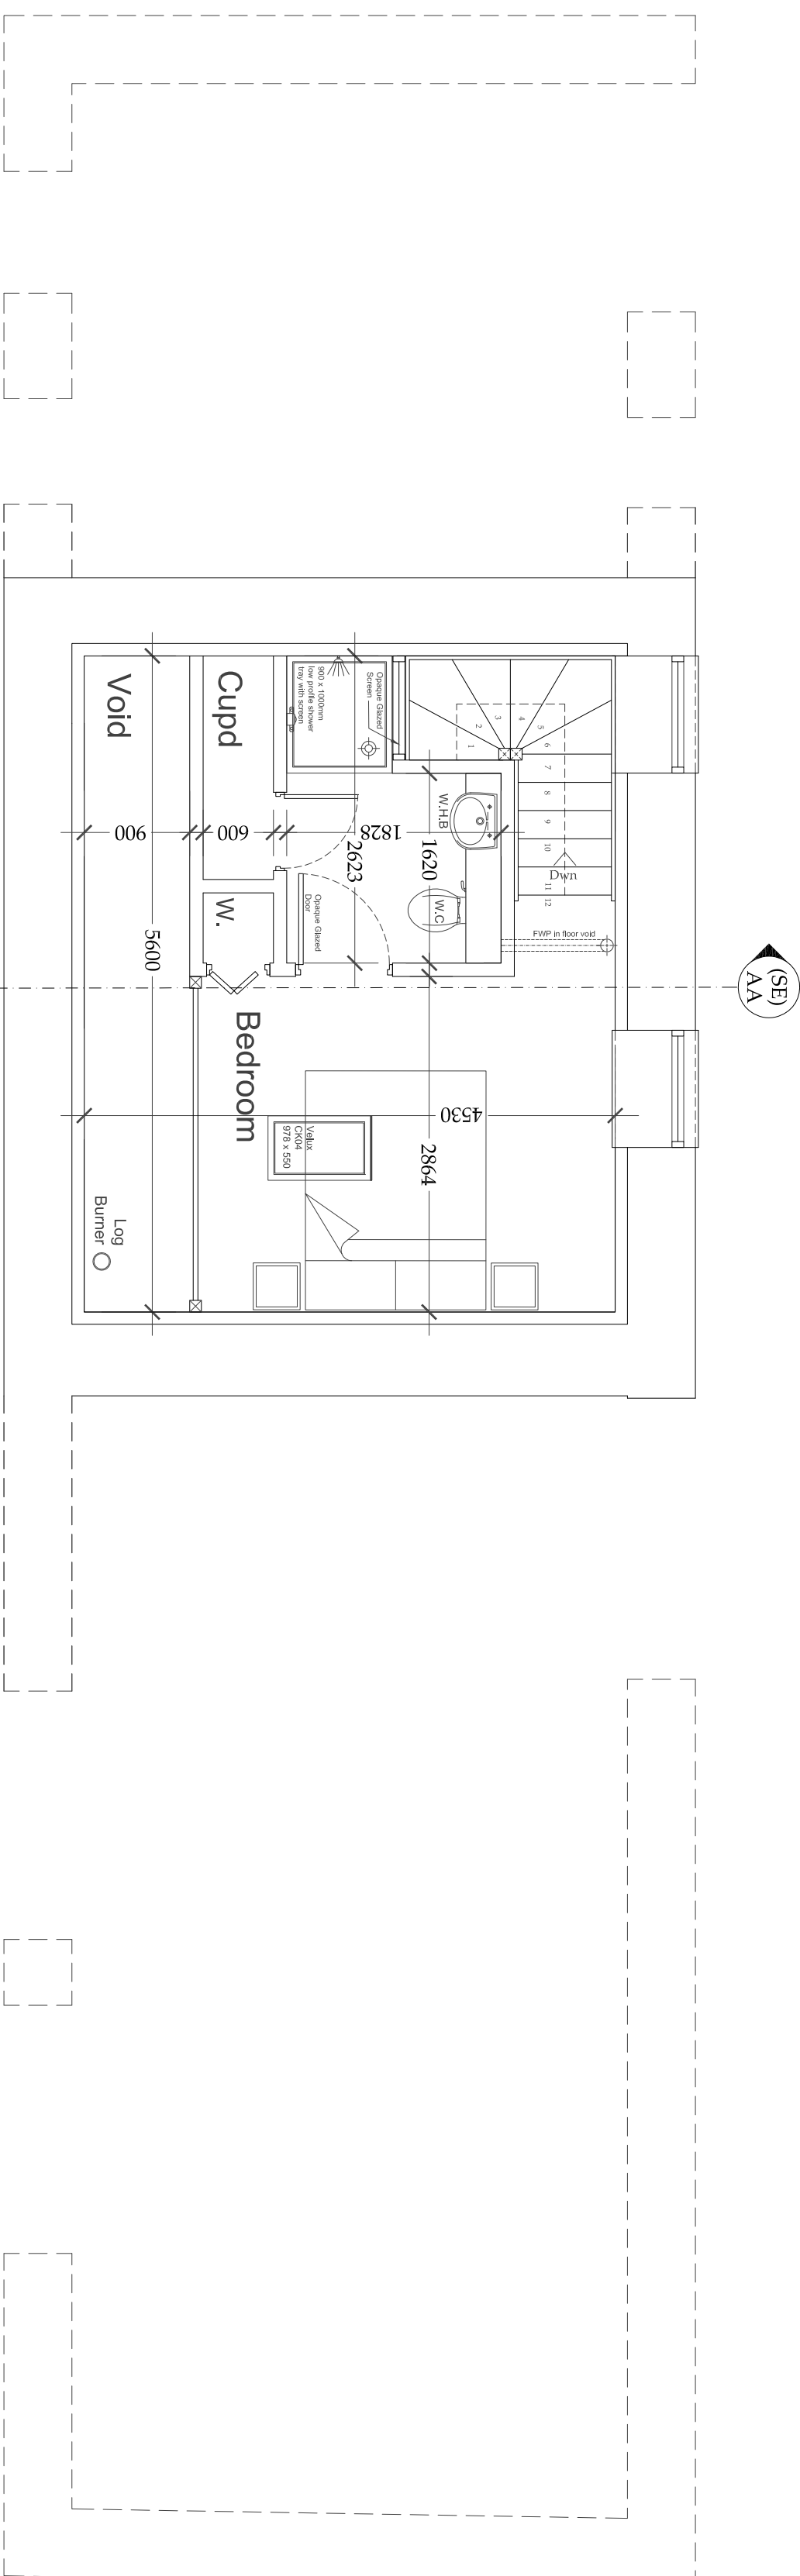 (SE)
AA
Void
Cupd
900 x 1000mm
low profile shower
tray with screen
Opaque Glazed
Screen
1
2
3
4
5
6
7
8
9
10
11
12
Dwn
W.H.B
W.C
FWP in floor void
900
600
1828
2623
1620
5600
W.
Opaque Glazed
Door
Bedroom
4530
2864
Velux
CK04
978 x 550
Log
Burner